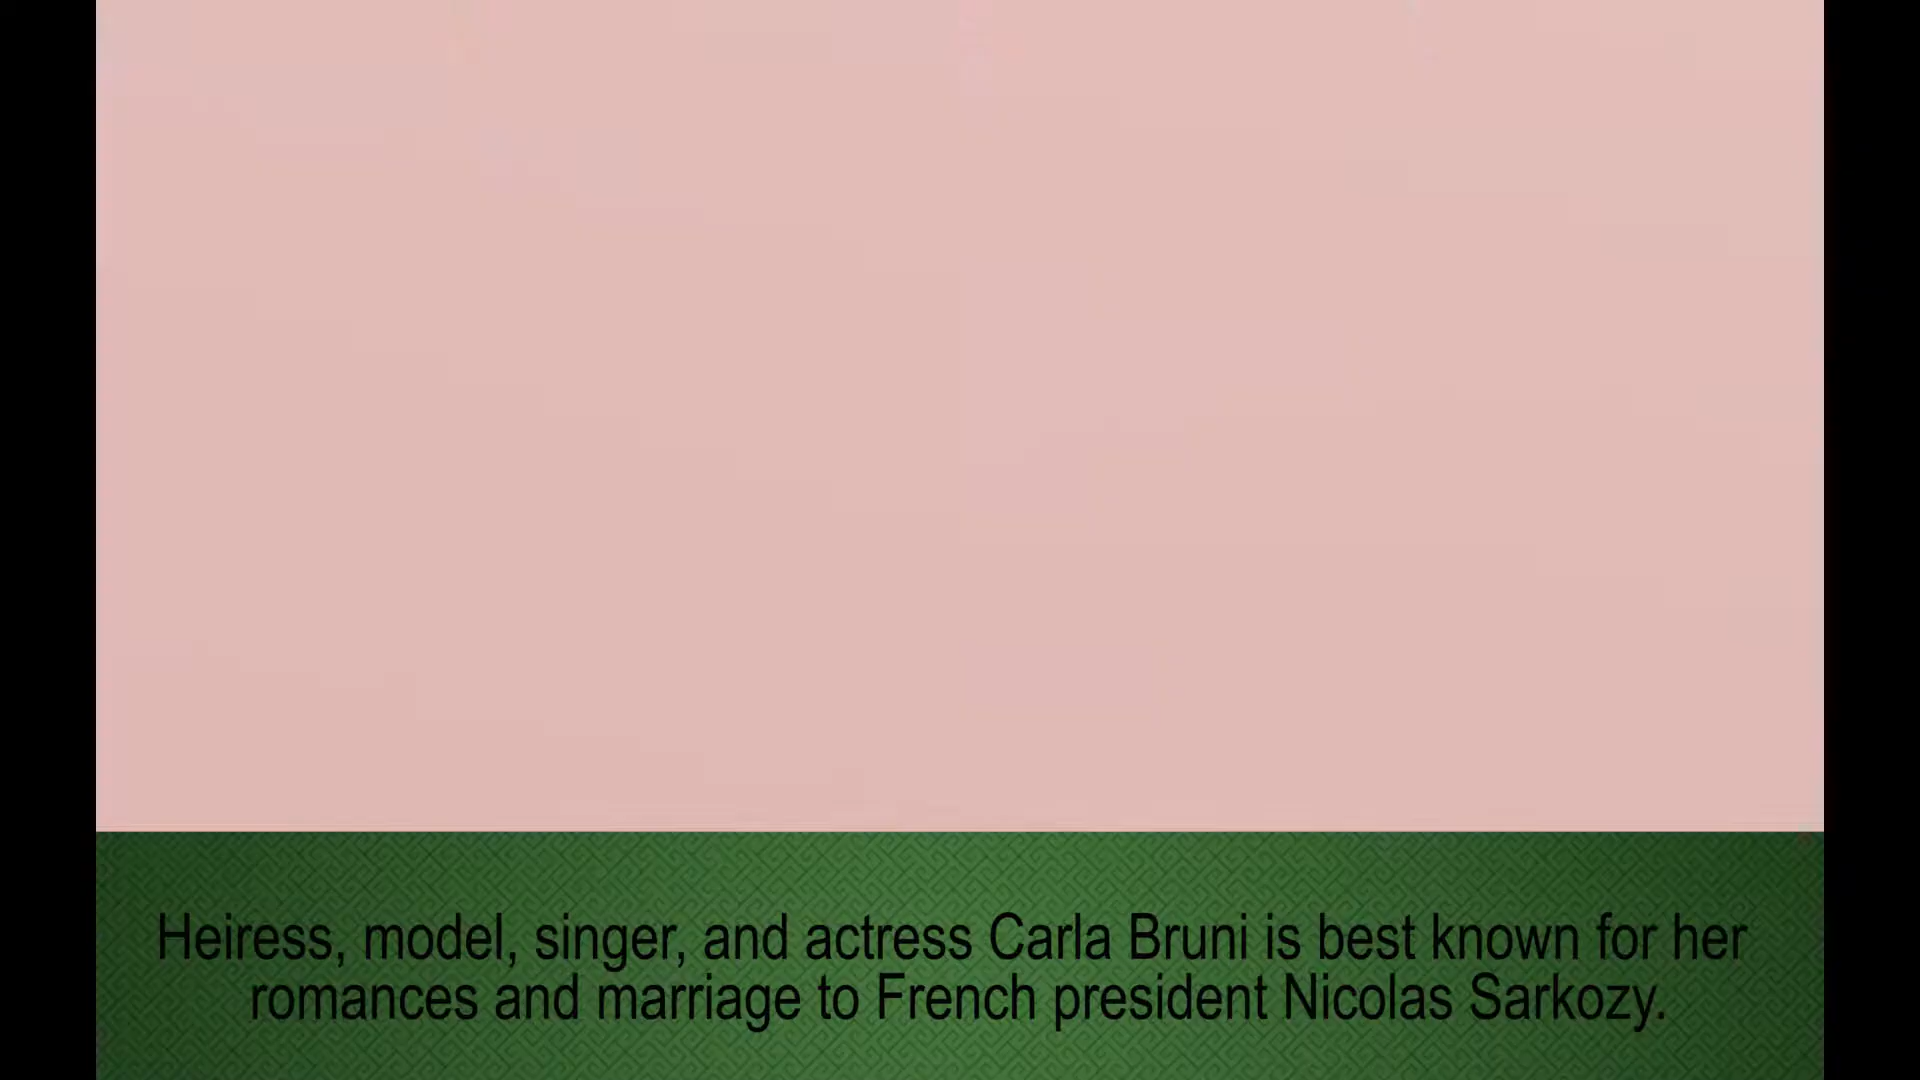 Heiress, model, singer, and actress Carla Bruni is best known for her
romances and marriage to French president Nicolas Sarkozy.